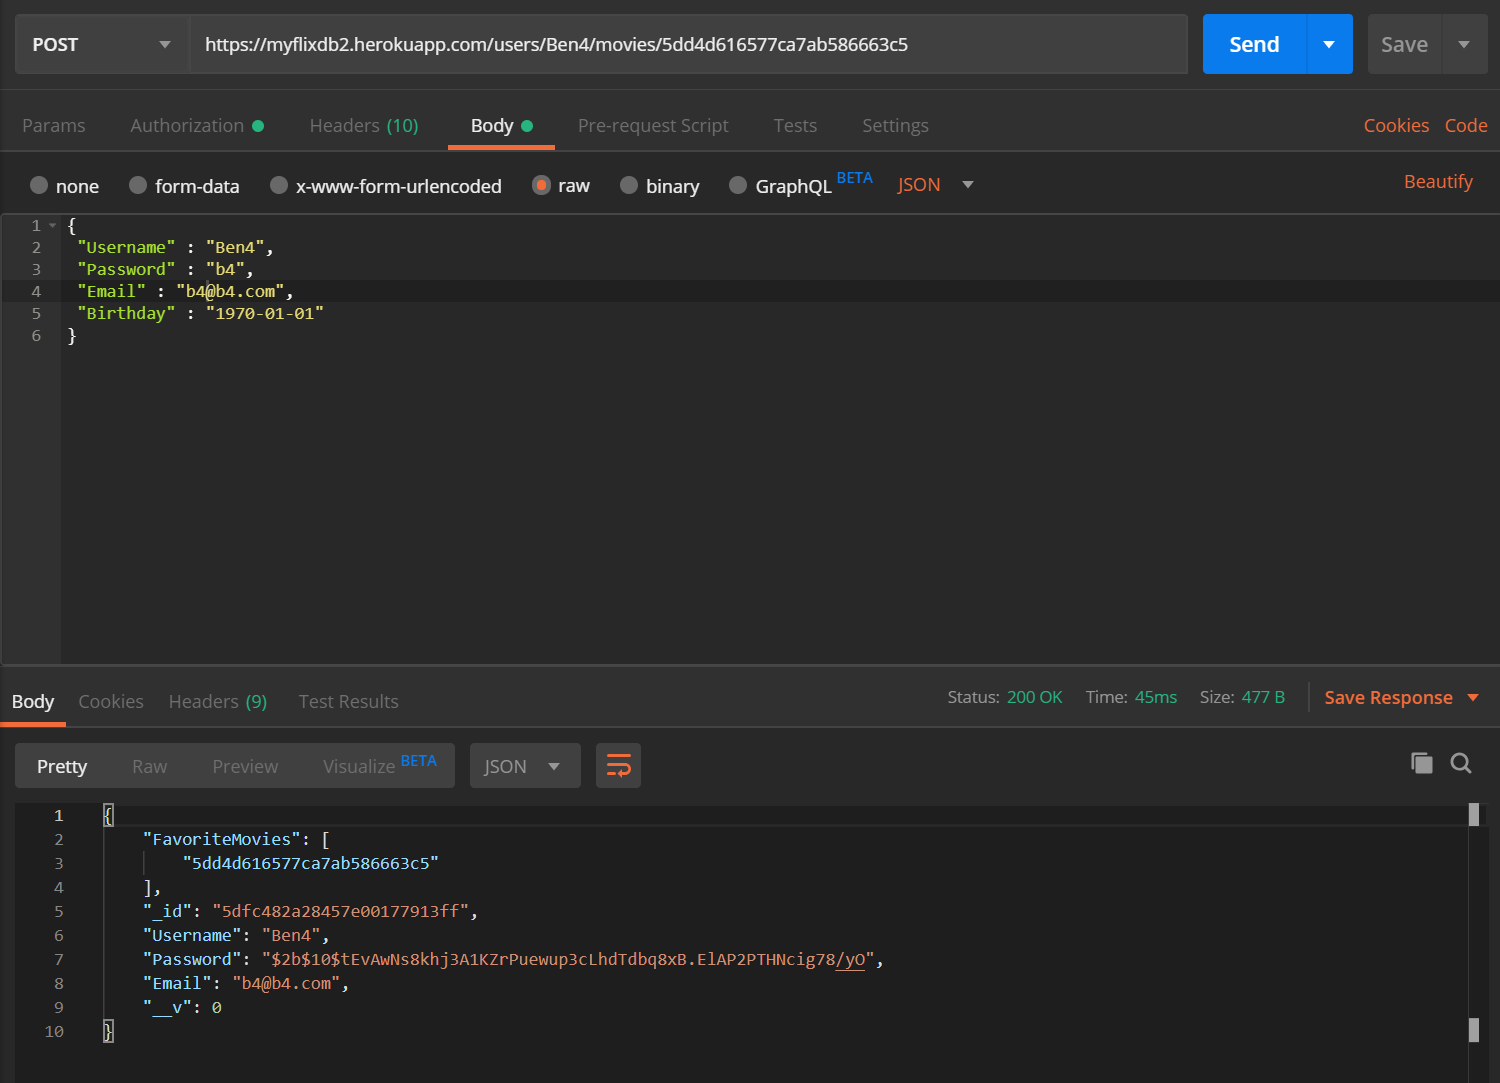 POST https://myflixdb2.herokuapp.com/users/Ben4/movies/5dd4d616577ca7ab586663c5 Send Save
Params Authorization Headers (10) Body Pre-request Script Tests Settings Cookies Code
none form-data x-www-form-urlencoded raw binary GraphQL BETA JSON Beautify
1 {
2 "Username" : "Ben4",
3 "Password" : "b4",
4 "Email" : "b4@b4.com",
5 "Birthday" : "1970-01-01"
6 }
Body Cookies Headers (9) Test Results Status: 200 OK Time: 45ms Size: 477 B Save Response
Pretty Raw Preview Visualize BETA JSON
1 {
2 "FavoriteMovies": [
3 "5dd4d616577ca7ab586663c5"
4 ],
5 "_id": "5dfc482a28457e00177913ff",
6 "Username": "Ben4",
7 "Password": "$2b$10$tEvAwNs8khj3A1KZrPuewup3cLhdTdbq8xB.ElAP2PTHNcig78/yO",
8 "Email": "b4@b4.com",
9 "__v": 0
10 }